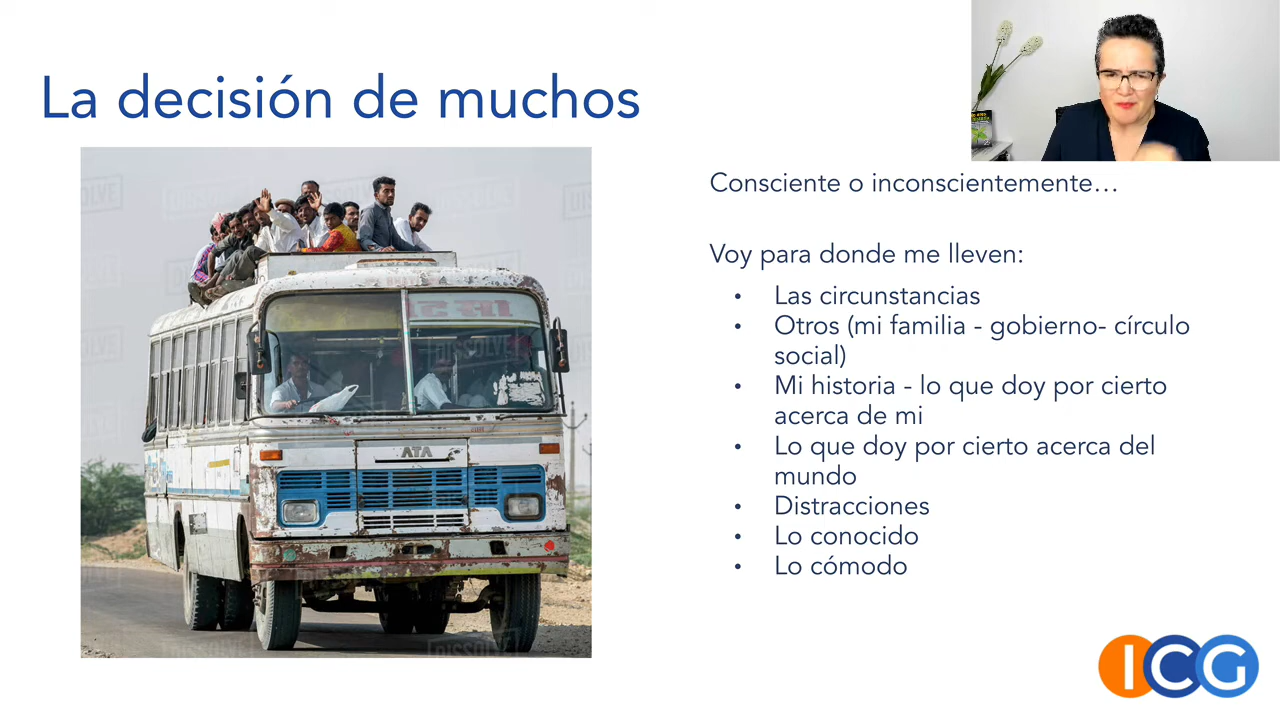 La decisión de muchos
Consciente o inconscientemente…
Voy para donde me lleven:
• Las circunstancias
• Otros (mi familia - gobierno- círculo
social)
• Mi historia - lo que doy por cierto
acerca de mi
• Lo que doy por cierto acerca del
mundo
• Distracciones
• Lo conocido
• Lo cómodo
ATA
DISSOLVE
ICG